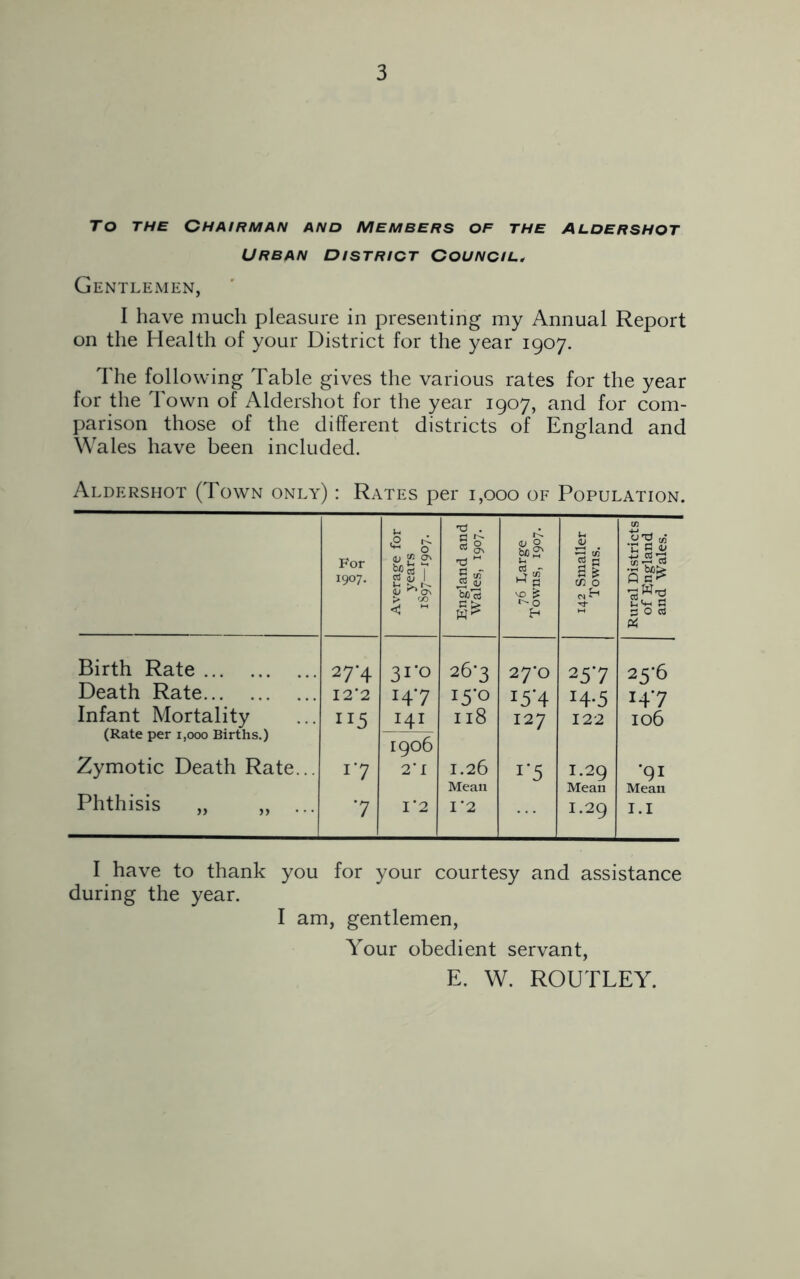 3
TO THE CHAIRMAN AND MEMBERS OF THE ALDERSHOT
URBAN DISTRICT COUNCIL.
GENTLEMEN,
I have much pleasure in presenting my Annual Report
on the Health of your District for the year 1907.
The following Table gives the various rates for the year
for the Town of Aldershot for the year 1907, and for com-
parison those of the different districts of England and
Wales have been included.
ALDERSHOT (TOWN ONLY) : RATES per 1,000 OF POPULATION.
For 1907. Average for years 1897—1907. England and Wales, 1907. 76 Large Towns, 1907. 142 Smaller Towns. Rural Districts of England and Wales.
Birth Rate ... ... ... 27·4 31·0 26·3 27·0 25·7 25·6
Death Rate... ... ... 12·2 14·7 15·0 15·4 14·5 14·7
Infant Mortality ... 115 141 118 127 122 106
(Rate per 1,000 Births.)
1906
Zymotic Death Rate... 1·7 2·1 1.26 1·5 1.29 ·91
Mean Mean Mean
Phthisis „ „ ... ·7 1·2 1·2 ... 1.29 1.1
I have to thank you for your courtesy and assistance
during the year.
I am, gentlemen,
Your obedient servant,
E. W. ROUTLEY.